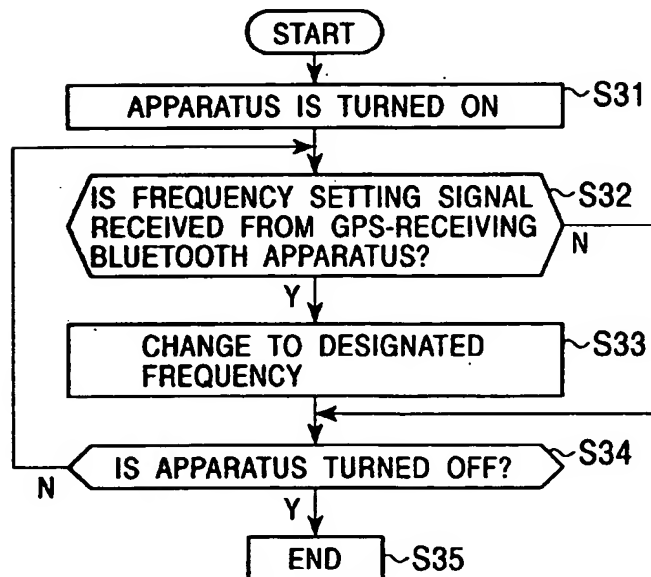 START
APPARATUS IS TURNED ON
S31
IS FREQUENCY SETTING SIGNAL
RECEIVED FROM GPS-RECEIVING
BLUETOOTH APPARATUS?
S32
N
Y
CHANGE TO DESIGNATED
FREQUENCY
S33
IS APPARATUS TURNED OFF?
S34
N
Y
END
S35